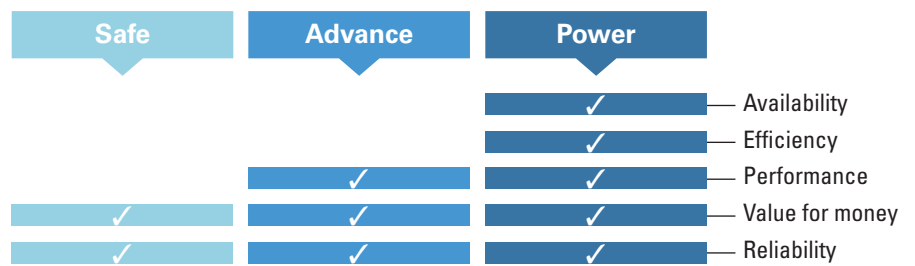 Safe
Advance
Power
✓ Availability
✓ Efficiency
✓ ✓ Performance
✓ ✓ ✓ Value for money
✓ ✓ ✓ Reliability